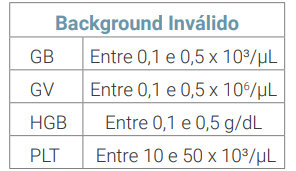 Background Inválido
GB Entre 0,1 e 0,5 x 10³/µL
GV Entre 0,1 e 0,5 x 10⁶/µL
HGB Entre 0,1 e 0,5 g/dL
PLT Entre 10 e 50 x 10³/µL